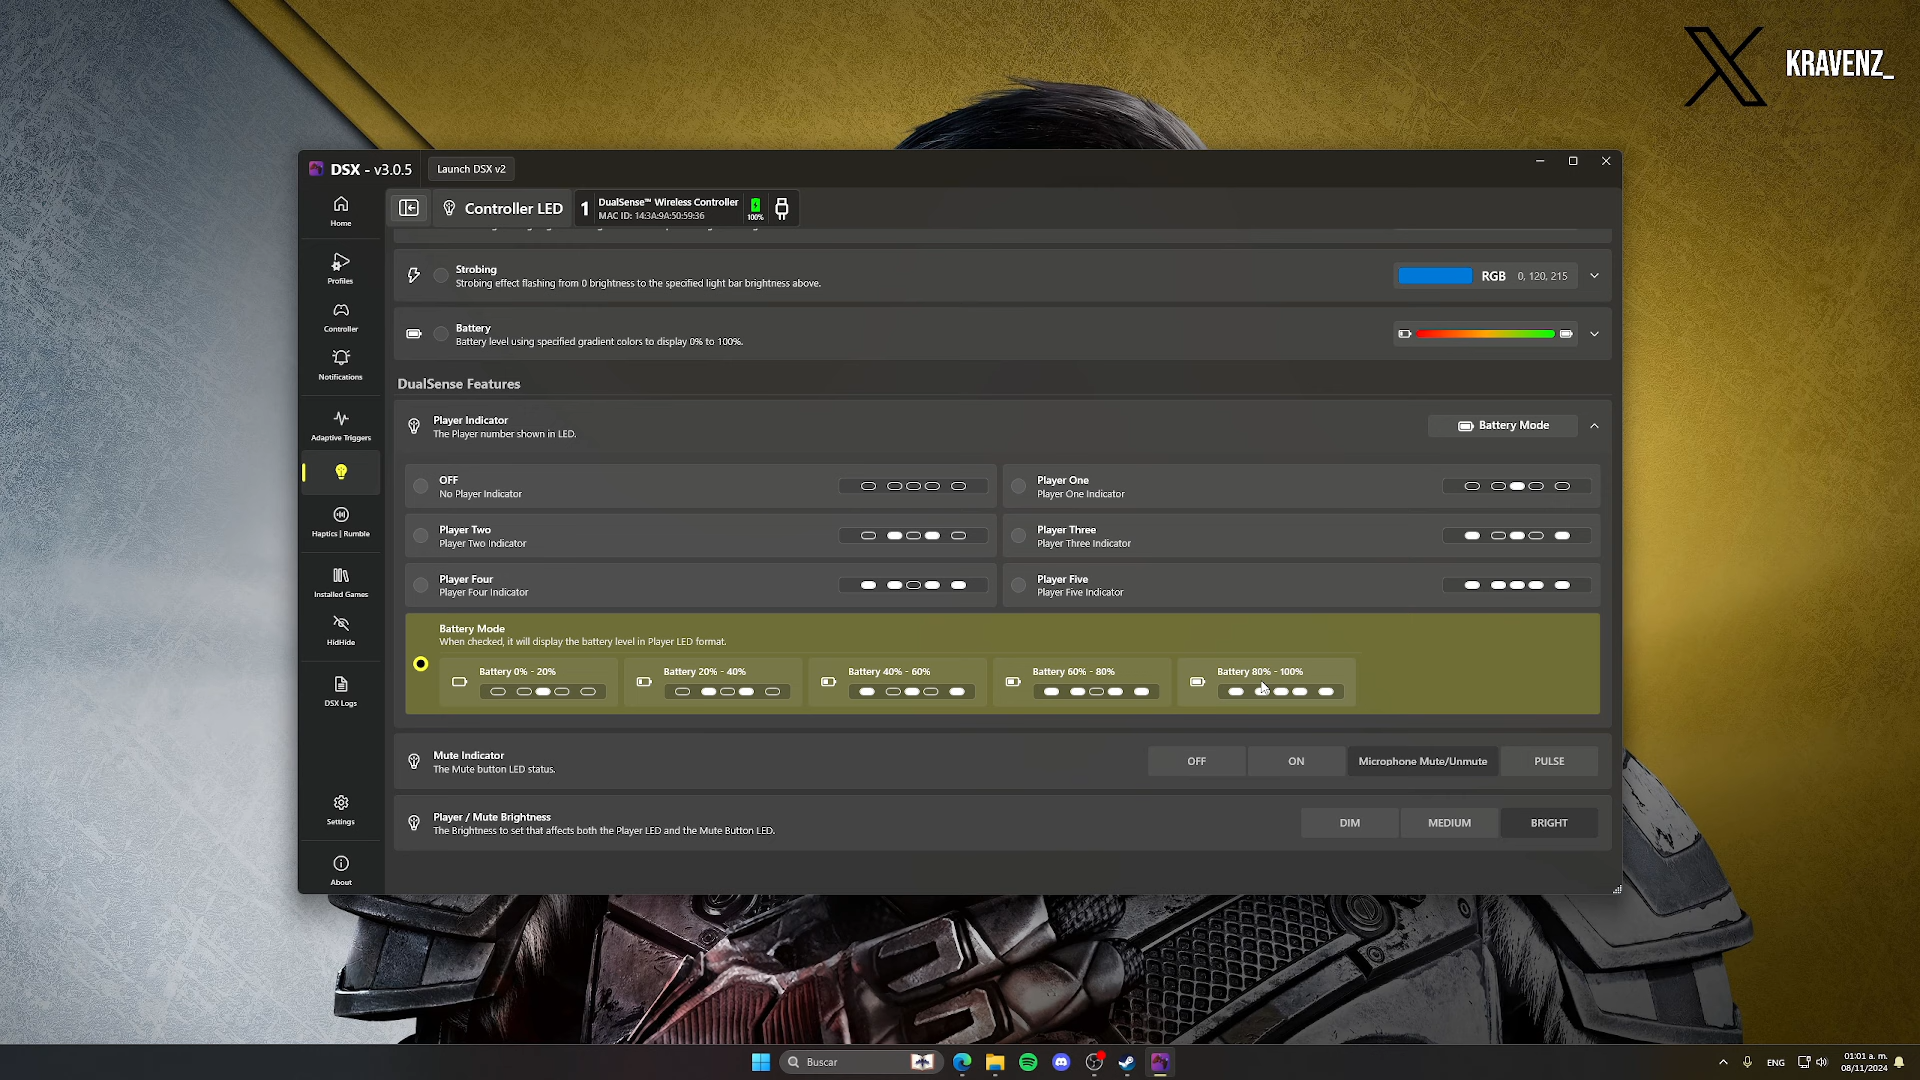 KRAVENZ_
DSX - v3.0.5
Launch DSX v2
Home
Controller LED
1
DualSense™ Wireless Controller
MAC ID: 14:3A:9A:50:59:36
100%
Profiles
Controller
Notifications
Adaptive Triggers
Haptics | Rumble
Installed Games
HidHide
DSX Logs
Settings
About
Strobing
Strobing effect flashing from 0 brightness to the specified light bar brightness above.
RGB 0, 120, 215
Battery
Battery level using specified gradient colors to display 0% to 100%.
DualSense Features
Player Indicator
The Player number shown in LED.
Battery Mode
OFF
No Player Indicator
Player One
Player One Indicator
Player Two
Player Two Indicator
Player Three
Player Three Indicator
Player Four
Player Four Indicator
Player Five
Player Five Indicator
Battery Mode
When checked, it will display the battery level in Player LED format.
Battery 0% - 20%
Battery 20% - 40%
Battery 40% - 60%
Battery 60% - 80%
Battery 80% - 100%
Mute Indicator
The Mute button LED status.
OFF
ON
Microphone Mute/Unmute
PULSE
Player / Mute Brightness
The Brightness to set that affects both the Player LED and the Mute Button LED.
DIM
MEDIUM
BRIGHT
Buscar
ENG
01:01 a. m.
08/11/2024